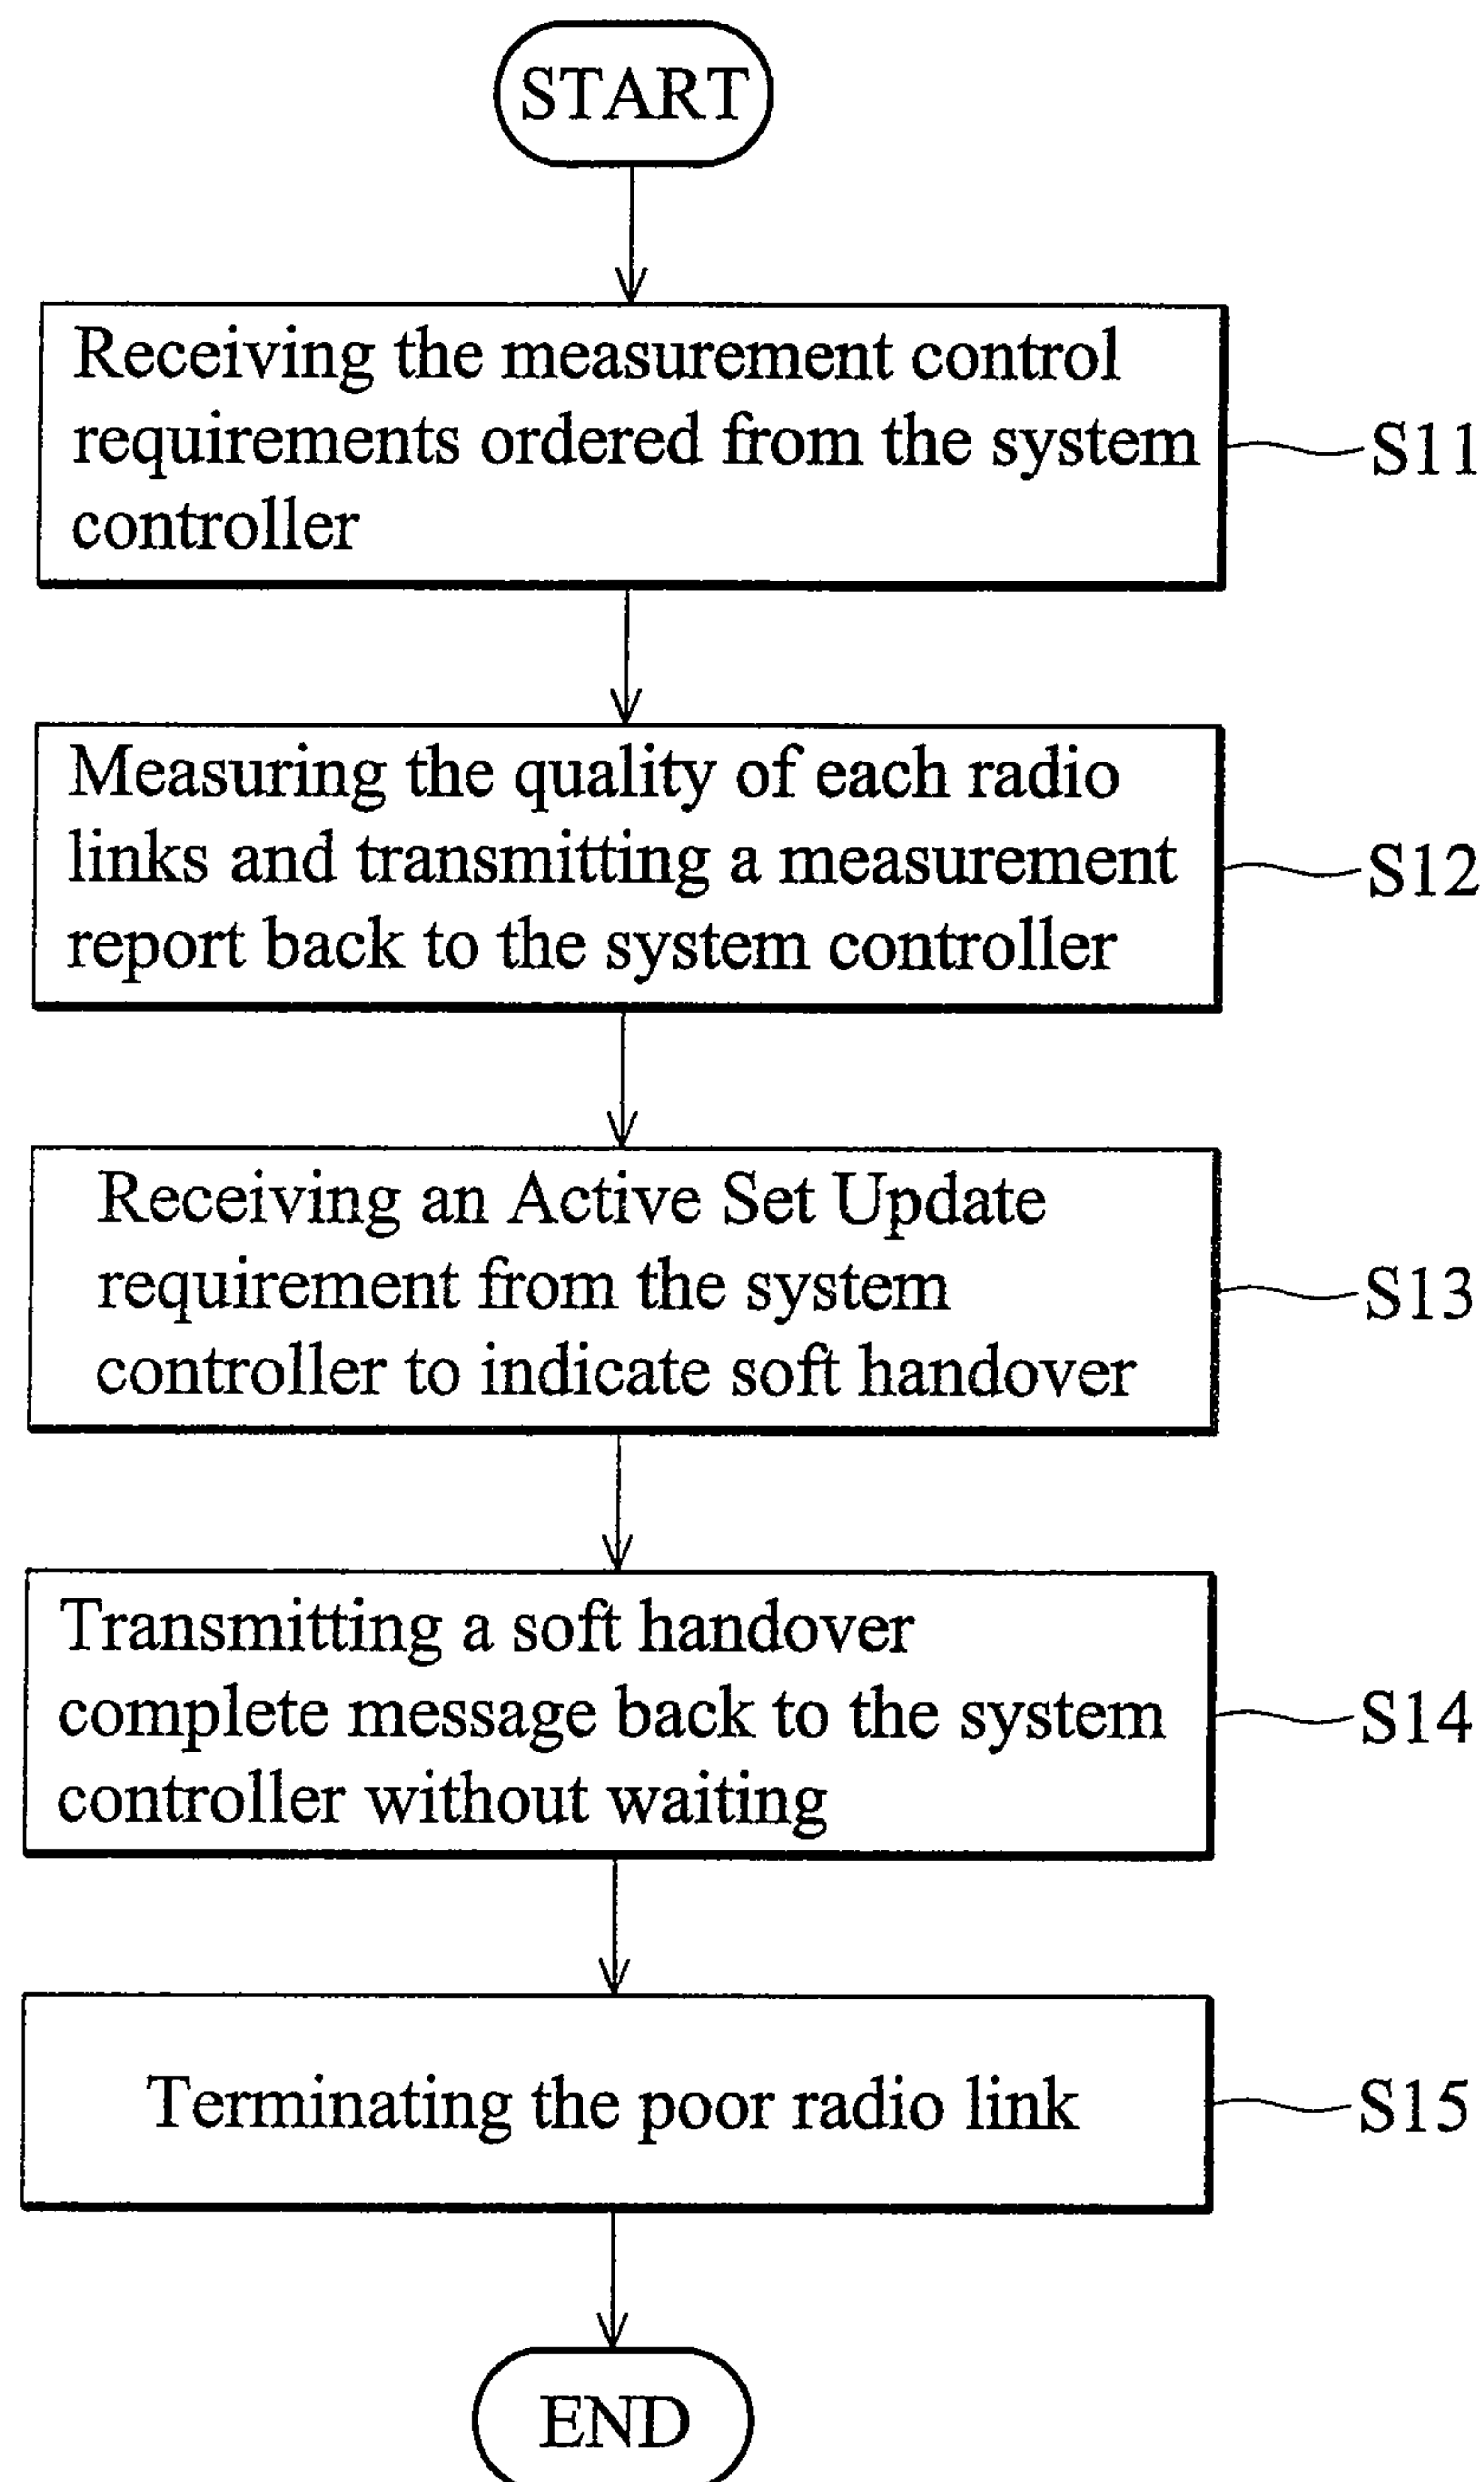 START
Receiving the measurement control
requirements ordered from the system
controller
S11
Measuring the quality of each radio
links and transmitting a measurement
report back to the system controller
S12
Receiving an Active Set Update
requirement from the system
controller to indicate soft handover
S13
Transmitting a soft handover
complete message back to the system
controller without waiting
S14
Terminating the poor radio link
S15
END